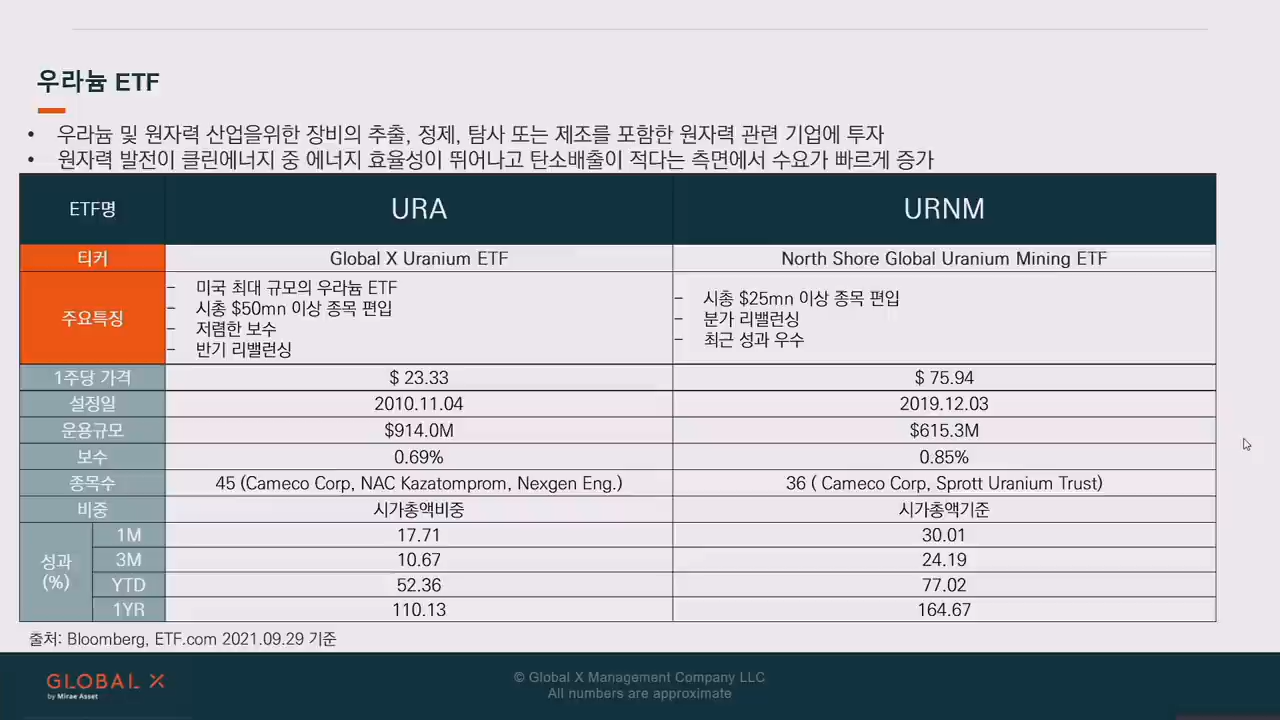 우라늄 ETF
• 우라늄 및 원자력 산업을위한 장비의 추출, 정제, 탐사 또는 제조를 포함한 원자력 관련 기업에 투자
• 원자력 발전이 클린에너지 중 에너지 효율성이 뛰어나고 탄소배출이 적다는 측면에서 수요가 빠르게 증가
ETF명 URA URNM
티커 Global X Uranium ETF North Shore Global Uranium Mining ETF
주요특징
- 미국 최대 규모의 우라늄 ETF
- 시총 $50mn 이상 종목 편입
- 저렴한 보수
- 반기 리밸런싱
- 시총 $25mn 이상 종목 편입
- 분가 리밸런싱
- 최근 성과 우수
1주당 가격 $ 23.33 $ 75.94
설정일 2010.11.04 2019.12.03
운용규모 $914.0M $615.3M
보수 0.69% 0.85%
종목수 45 (Cameco Corp, NAC Kazatomprom, Nexgen Eng.) 36 ( Cameco Corp, Sprott Uranium Trust)
비중 시가총액비중 시가총액기준
성과
(%)
1M 17.71 30.01
3M 10.67 24.19
YTD 52.36 77.02
1YR 110.13 164.67
출처: Bloomberg, ETF.com 2021.09.29 기준
GLOBAL X
by Mirae Asset
© Global X Management Company LLC
All numbers are approximate